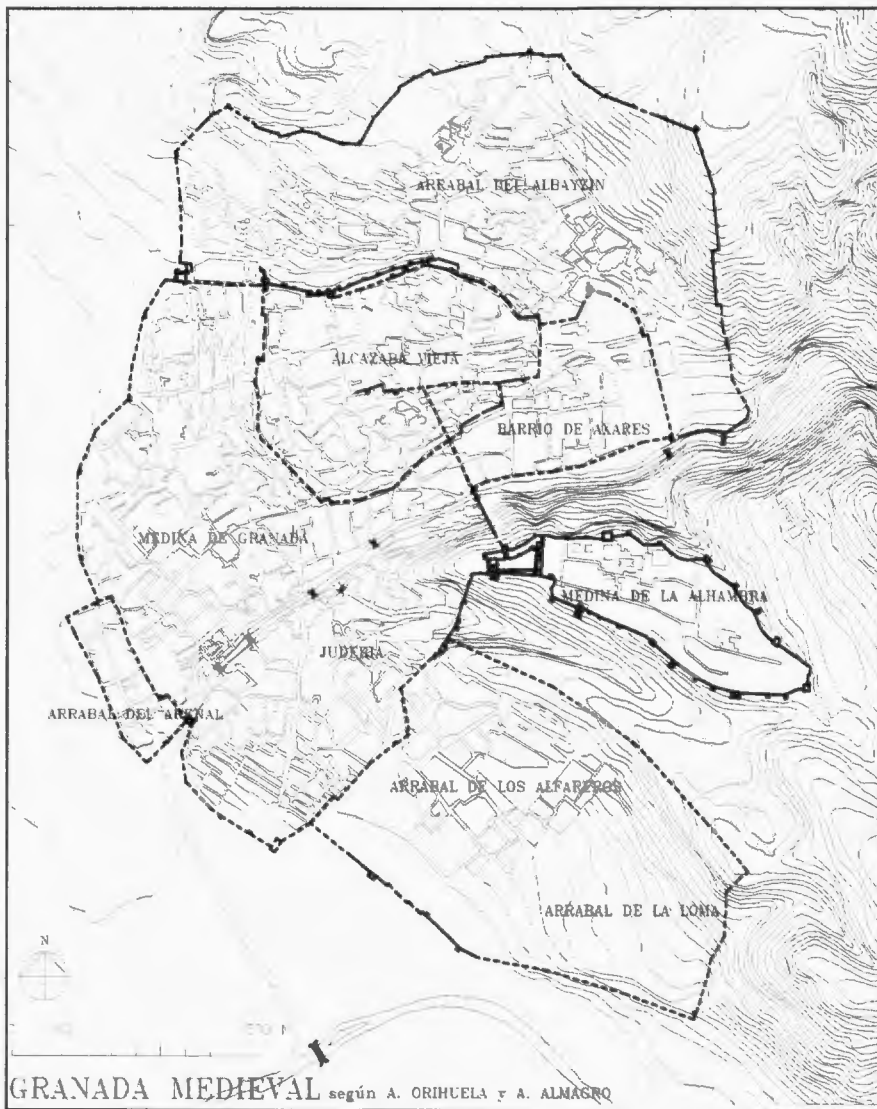 ARRABAL DEL ALBAYZIN
ALCAZABA VIEJA
BARRIO DE AXARES
MEDINA DE GRANADA
MEDINA DE LA ALHAMBRA
JUDERIA
ARRABAL DEL ARENAL
ARRABAL DE LOS ALFAREROS
ARRABAL DE LA LOMA
N
M
GRANADA MEDIEVAL según A. ORIHUELA y A. ALMAGRO